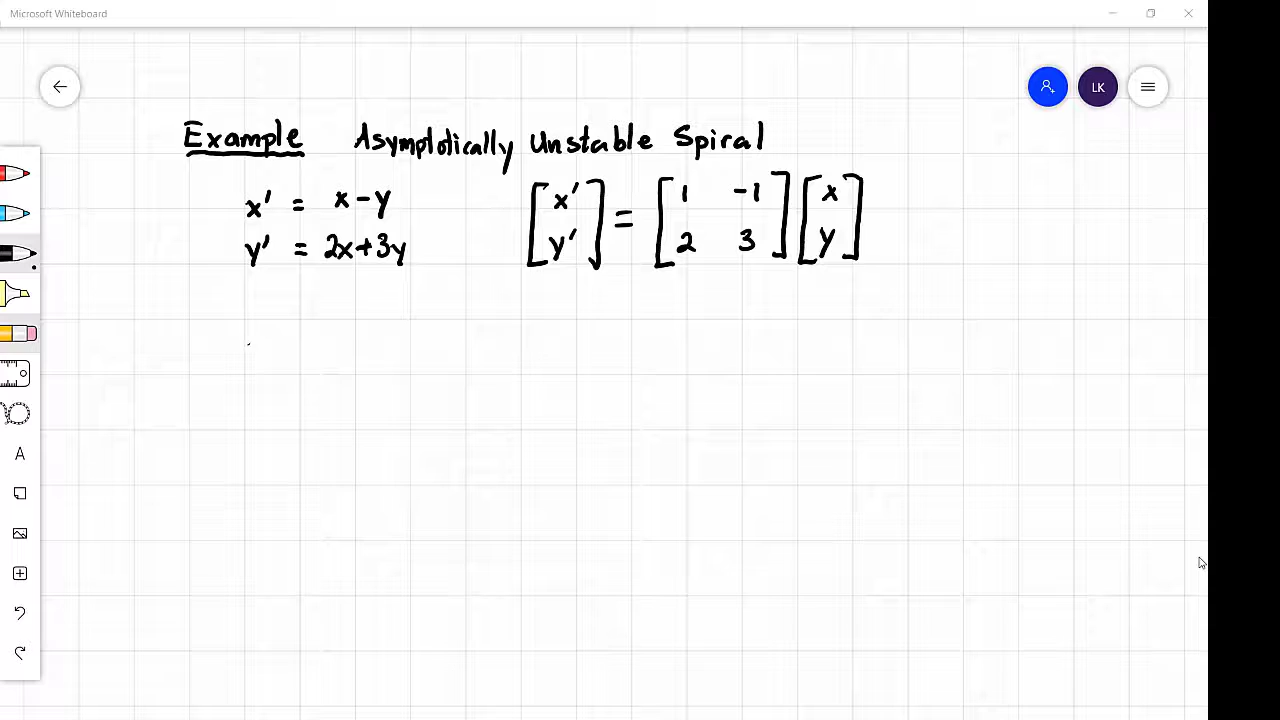 Microsoft Whiteboard
LK
Example Asymptotically Unstable Spiral
x' = x-y
y' = 2x+3y
[x' y'] = [1 -1 2 3] [x y]
A